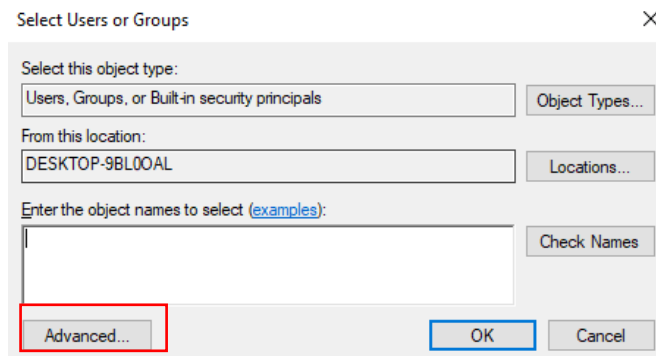 Select Users or Groups
Select this object type:
Users, Groups, or Built-in security principals
Object Types...
From this location:
DESKTOP-9BL0OAL
Locations...
Enter the object names to select (examples):
Check Names
Advanced...
OK
Cancel